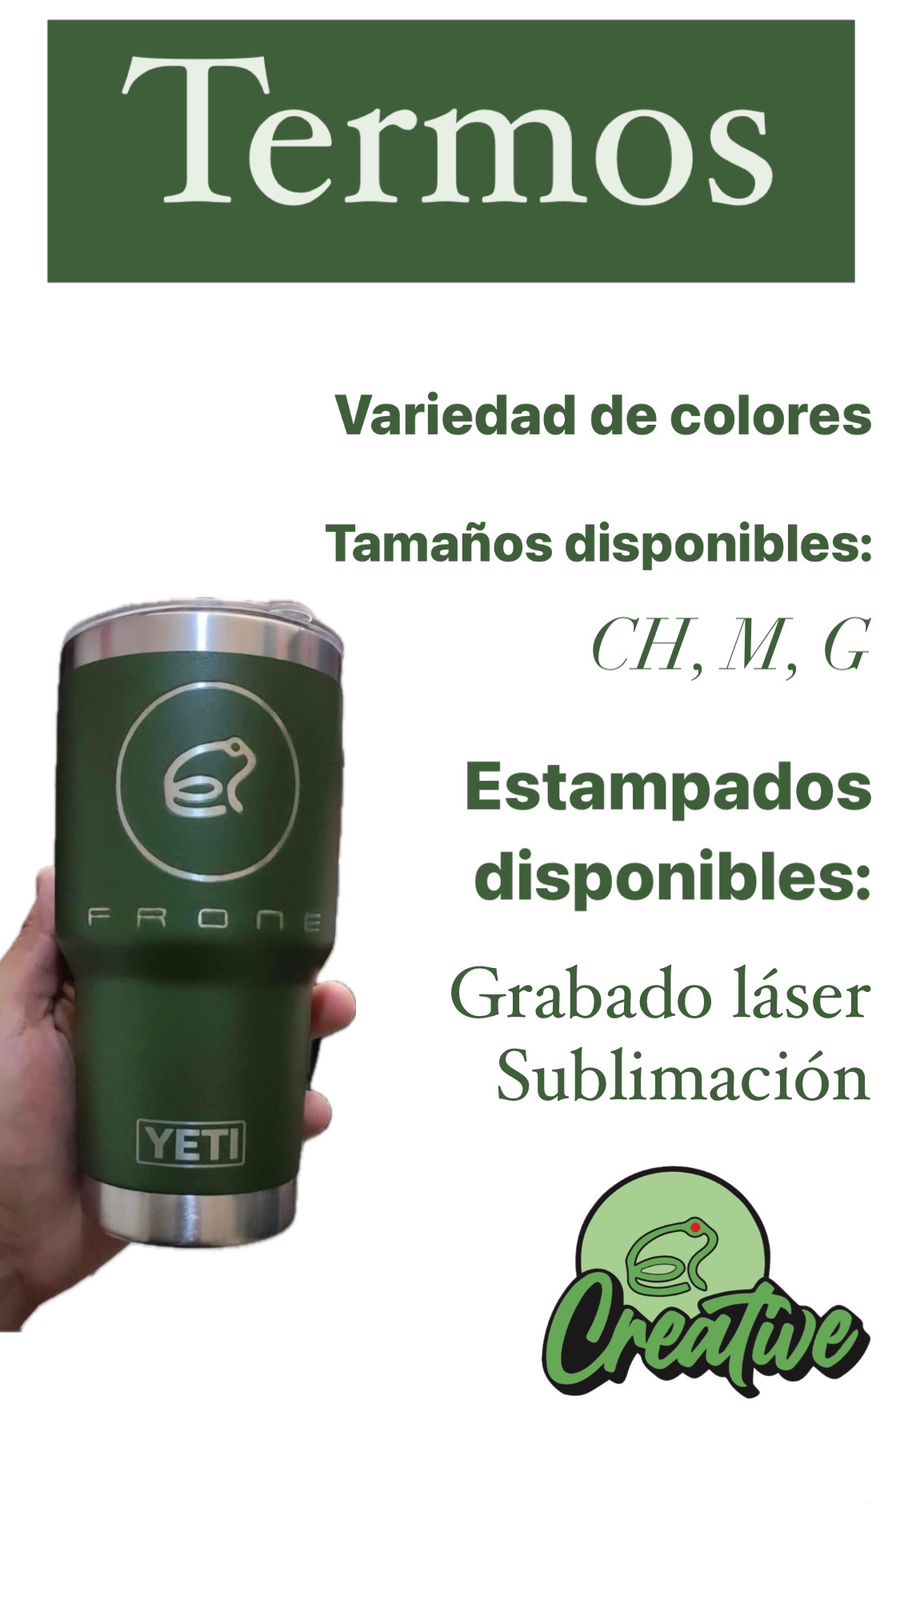 Termos
Variedad de colores
Tamaños disponibles:
CH, M, G
Estampados
disponibles:
Grabado láser
Sublimación
FRONE
YETI
Creative